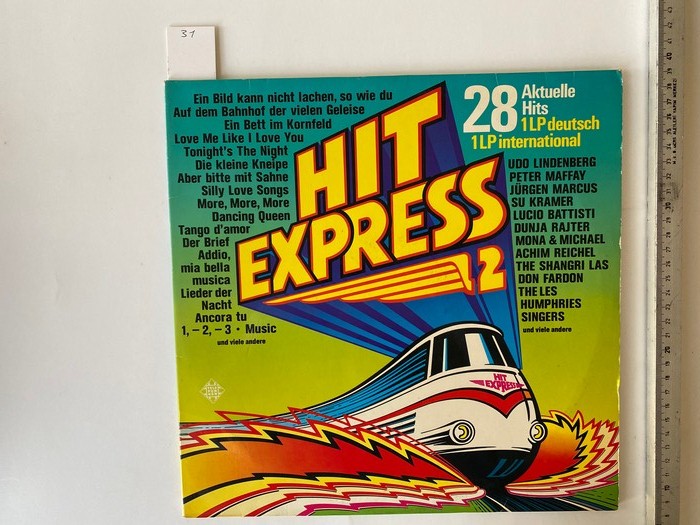 31
Ein Bild kann nicht lachen, so wie du
Auf dem Bahnhof der vielen Geleise
Ein Bett im Kornfeld
Love Me Like I Love You
Tonight's The Night
Die kleine Kneipe
Aber bitte mit Sahne
Silly Love Songs
More, More, More
Dancing Queen
Tango d'amor
Der Brief
Addio,
mia bella
musica
Lieder der
Nacht
Ancora tu
1, – 2, – 3 • Music
und viele andere
HIT
EXPRESS
2
28 Aktuelle
Hits
1 LP deutsch
1 LP international
UDO LINDENBERG
PETER MAFFAY
JÜRGEN MARCUS
SU KRAMER
LUCIO BATTISTI
DUNJA RAJTER
MONA & MICHAEL
ACHIM REICHEL
THE SHANGRI LAS
DON FARDON
THE LES
HUMPHRIES
SINGERS
und viele andere
HIT
EXPRESS